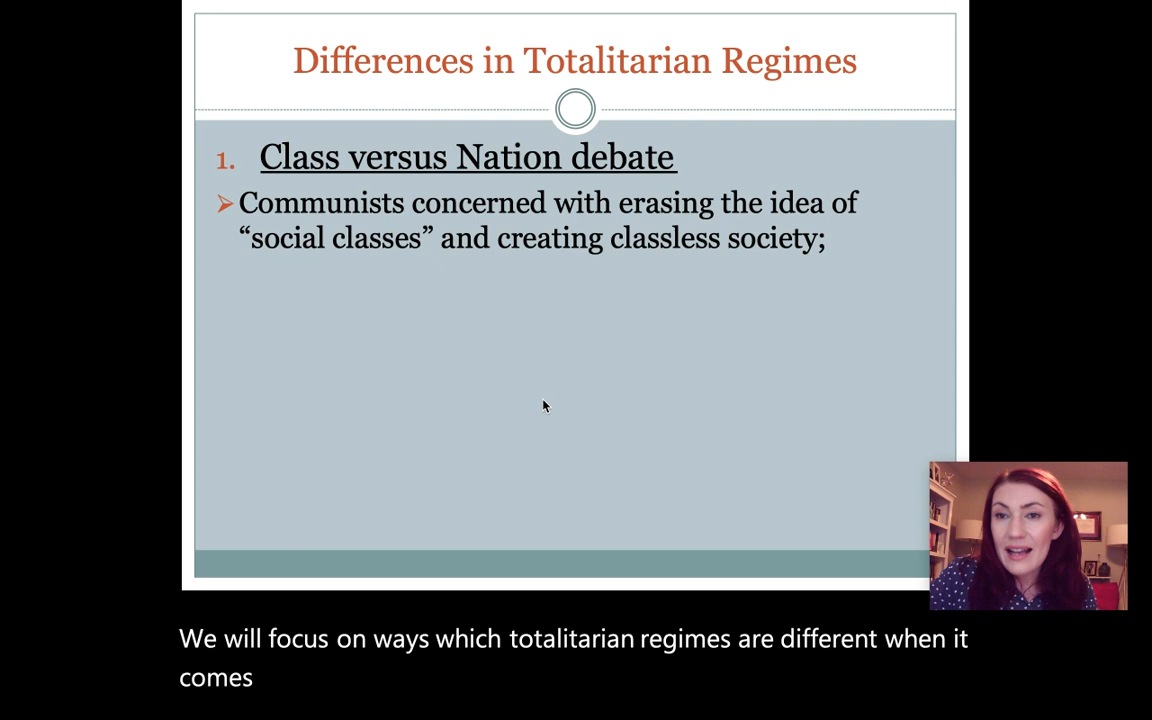 Differences in Totalitarian Regimes
1. Class versus Nation debate
➢ Communists concerned with erasing the idea of
“social classes” and creating classless society;
We will focus on ways which totalitarian regimes are different when it
comes